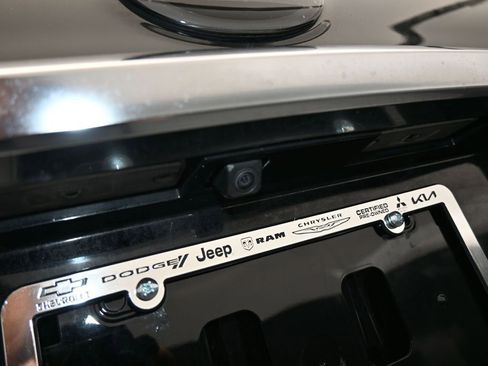 CHEVROLET
DODGE//
Jeep
RAM
CHRYSLER
CERTIFIED
PRE-OWNED
KIA